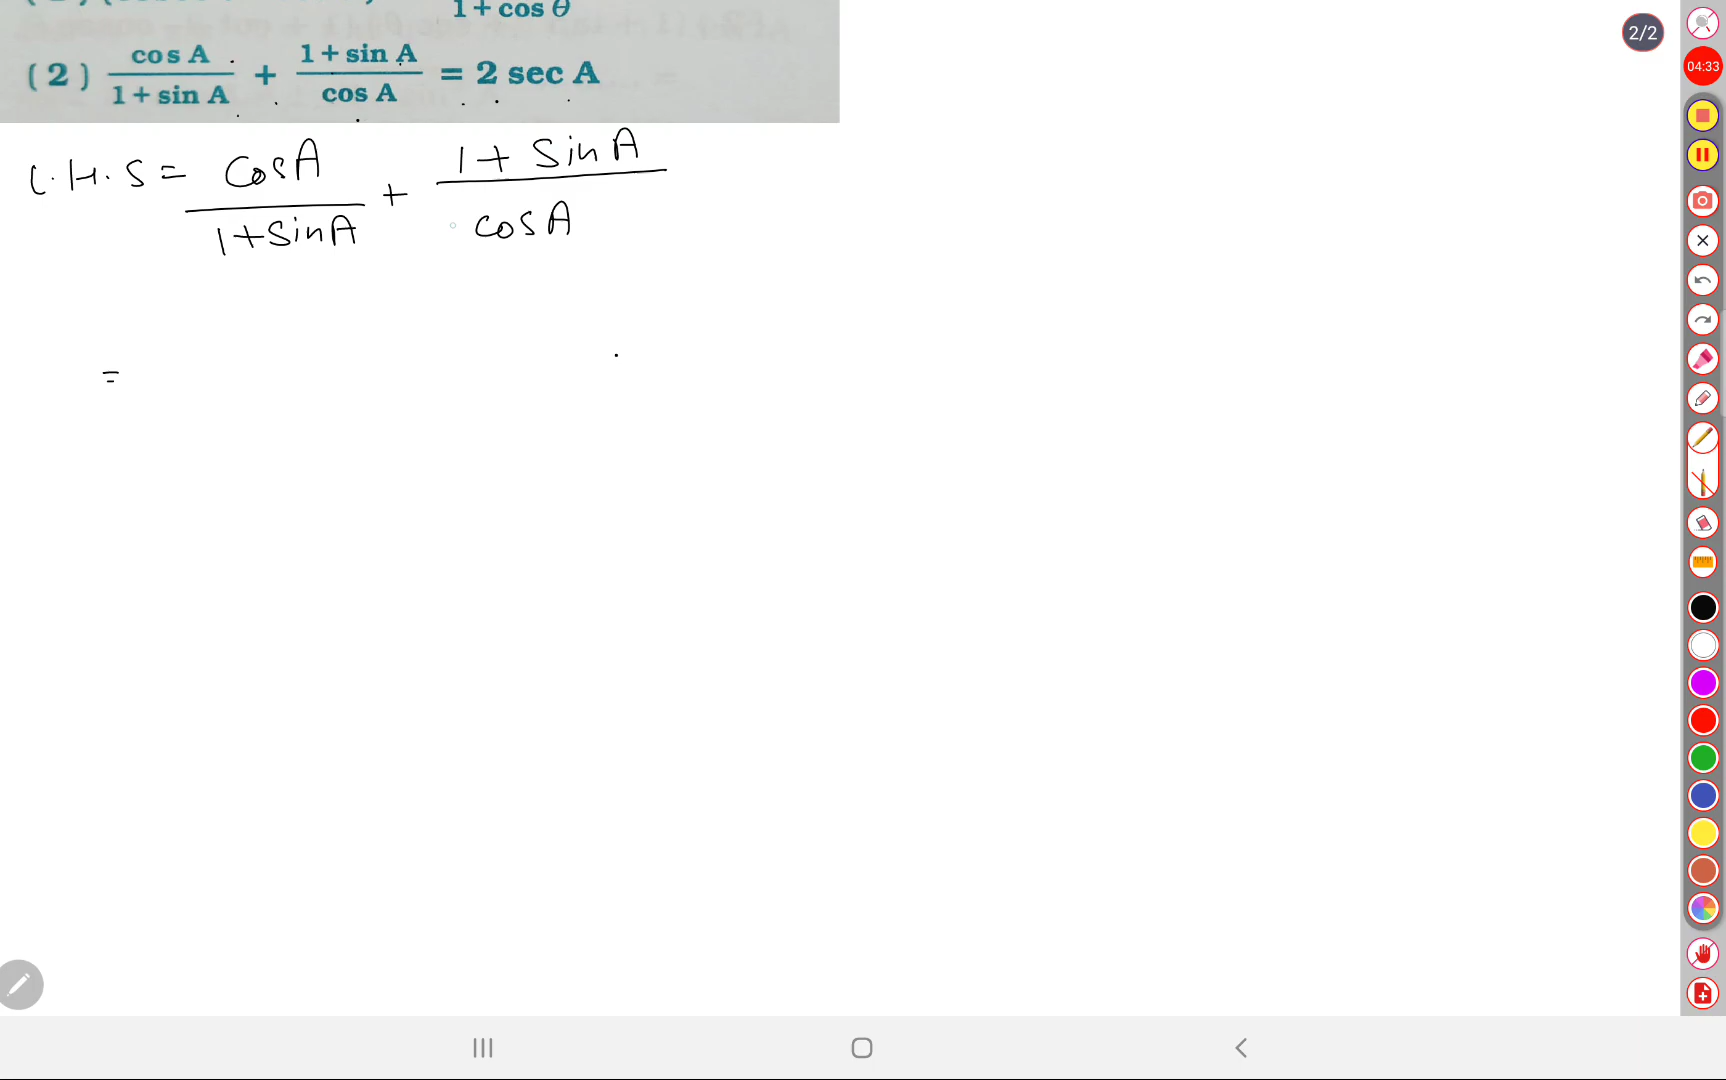 1 + cos θ
2/2
04:33
( 2 ) cos A / 1 + sin A + 1 + sin A / cos A = 2 sec A
L.H.S = cosA / 1+sinA + 1+ sinA / cosA
=